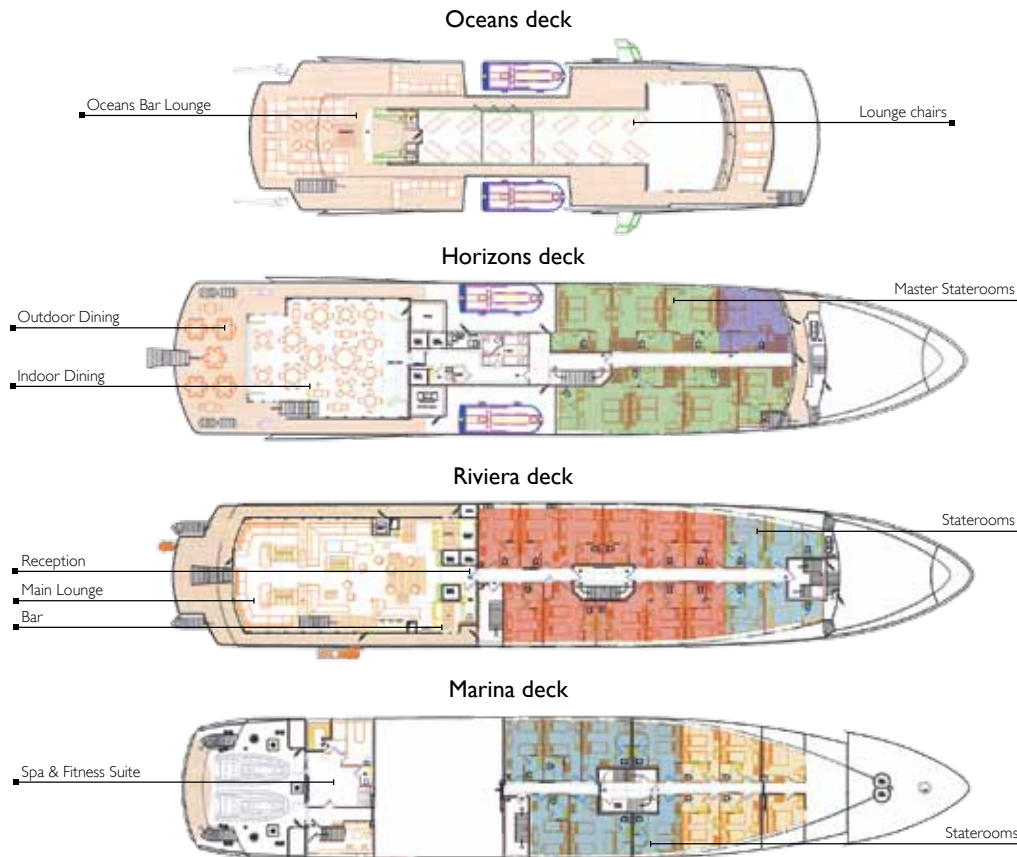 Oceans deck
Oceans Bar Lounge
Lounge chairs
Horizons deck
Master Staterooms
Outdoor Dining
Indoor Dining
Riviera deck
Staterooms
Reception
Main Lounge
Bar
Marina deck
Spa & Fitness Suite
Staterooms